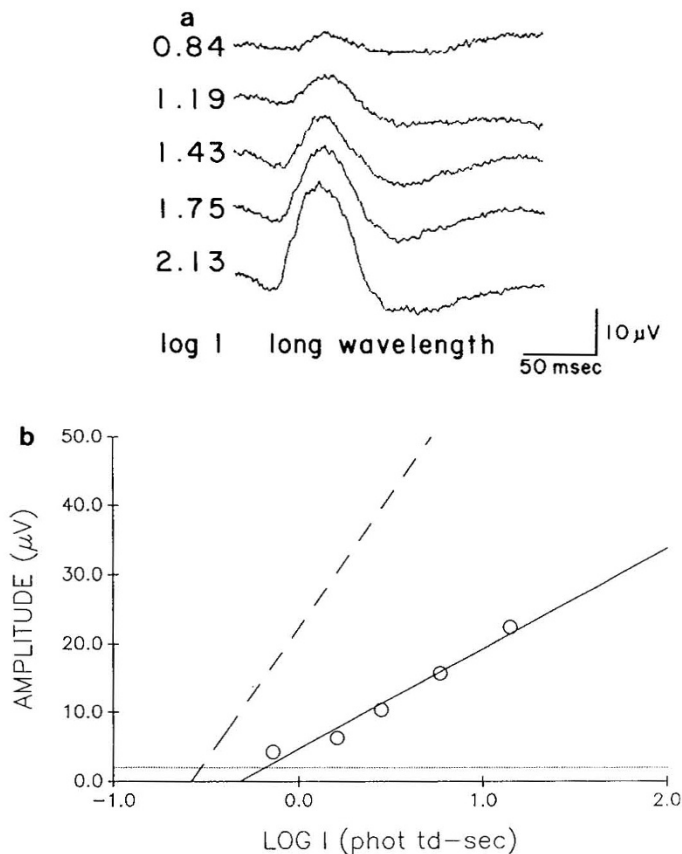 a
0.84
1.19
1.43
1.75
2.13
log I long wavelength
10 μV
50 msec
b
50.0
40.0
30.0
20.0
10.0
0.0
AMPLITUDE (μV)
-1.0 0.0 1.0 2.0
LOG I (phot td-sec)